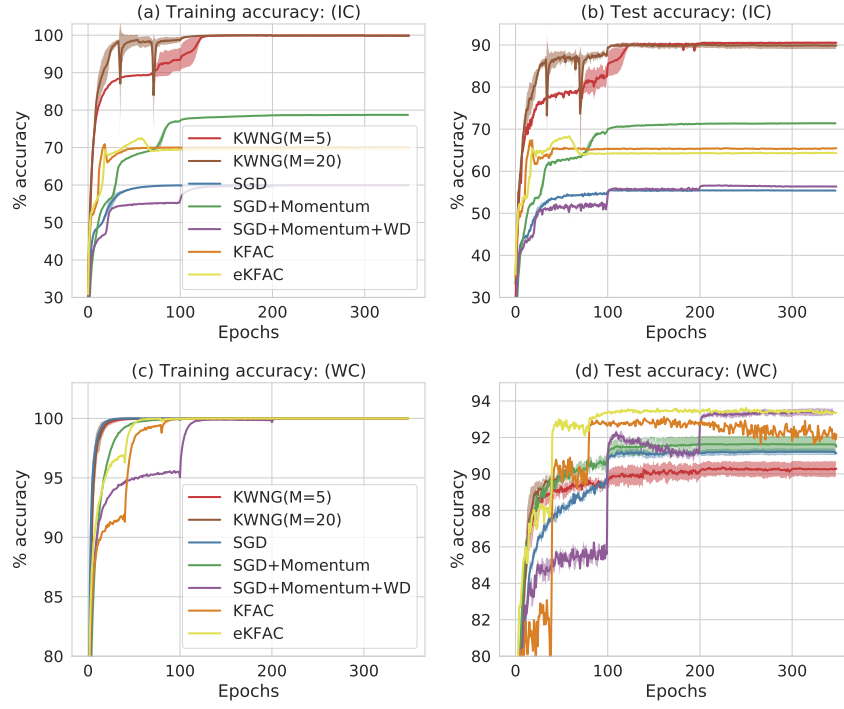 (a) Training accuracy: (IC)
100
90
80
70
60
50
40
30
% accuracy
KWNG(M=5)
KWNG(M=20)
SGD
SGD+Momentum
SGD+Momentum+WD
KFAC
eKFAC
0 100 200 300
Epochs
(b) Test accuracy: (IC)
90
80
70
60
50
40
30
% accuracy
0 100 200 300
Epochs
(c) Training accuracy: (WC)
100
95
90
85
80
% accuracy
KWNG(M=5)
KWNG(M=20)
SGD
SGD+Momentum
SGD+Momentum+WD
KFAC
eKFAC
0 100 200 300
Epochs
(d) Test accuracy: (WC)
94
92
90
88
86
84
82
80
% accuracy
0 100 200 300
Epochs